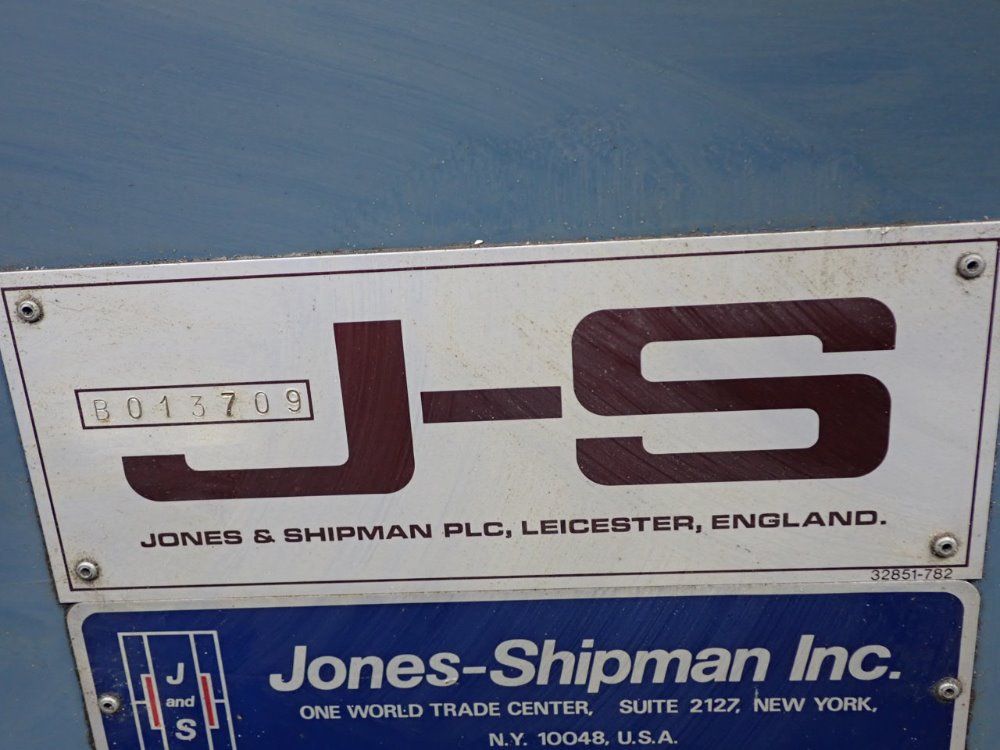 J-S
B013709
JONES & SHIPMAN PLC, LEICESTER, ENGLAND.
32851-782
J
and
S
Jones-Shipman Inc.
ONE WORLD TRADE CENTER, SUITE 2127, NEW YORK,
N.Y. 10048, U.S.A.